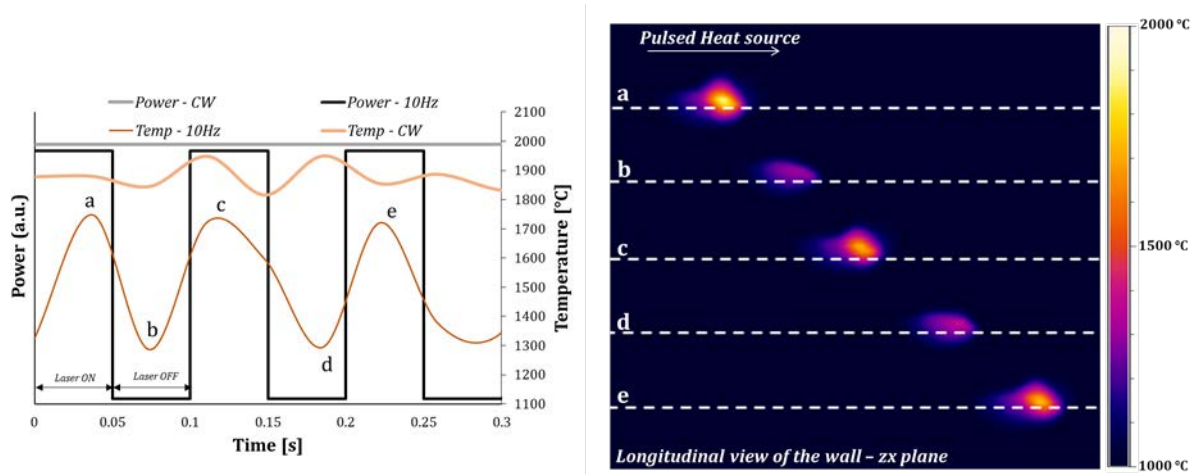 Power - CW
Power - 10Hz
Temp - 10Hz
Temp - CW
Power (a.u.)
2100
2000
1900
1800
1700
1600
1500
1400
1300
1200
1100
Temperature [°C]
a
b
c
d
e
Laser ON
Laser OFF
0
0.05
0.1
0.15
0.2
0.25
0.3
Time [s]
Pulsed Heat source
a
b
c
d
e
Longitudinal view of the wall – zx plane
2000 °C
1500 °C
1000 °C